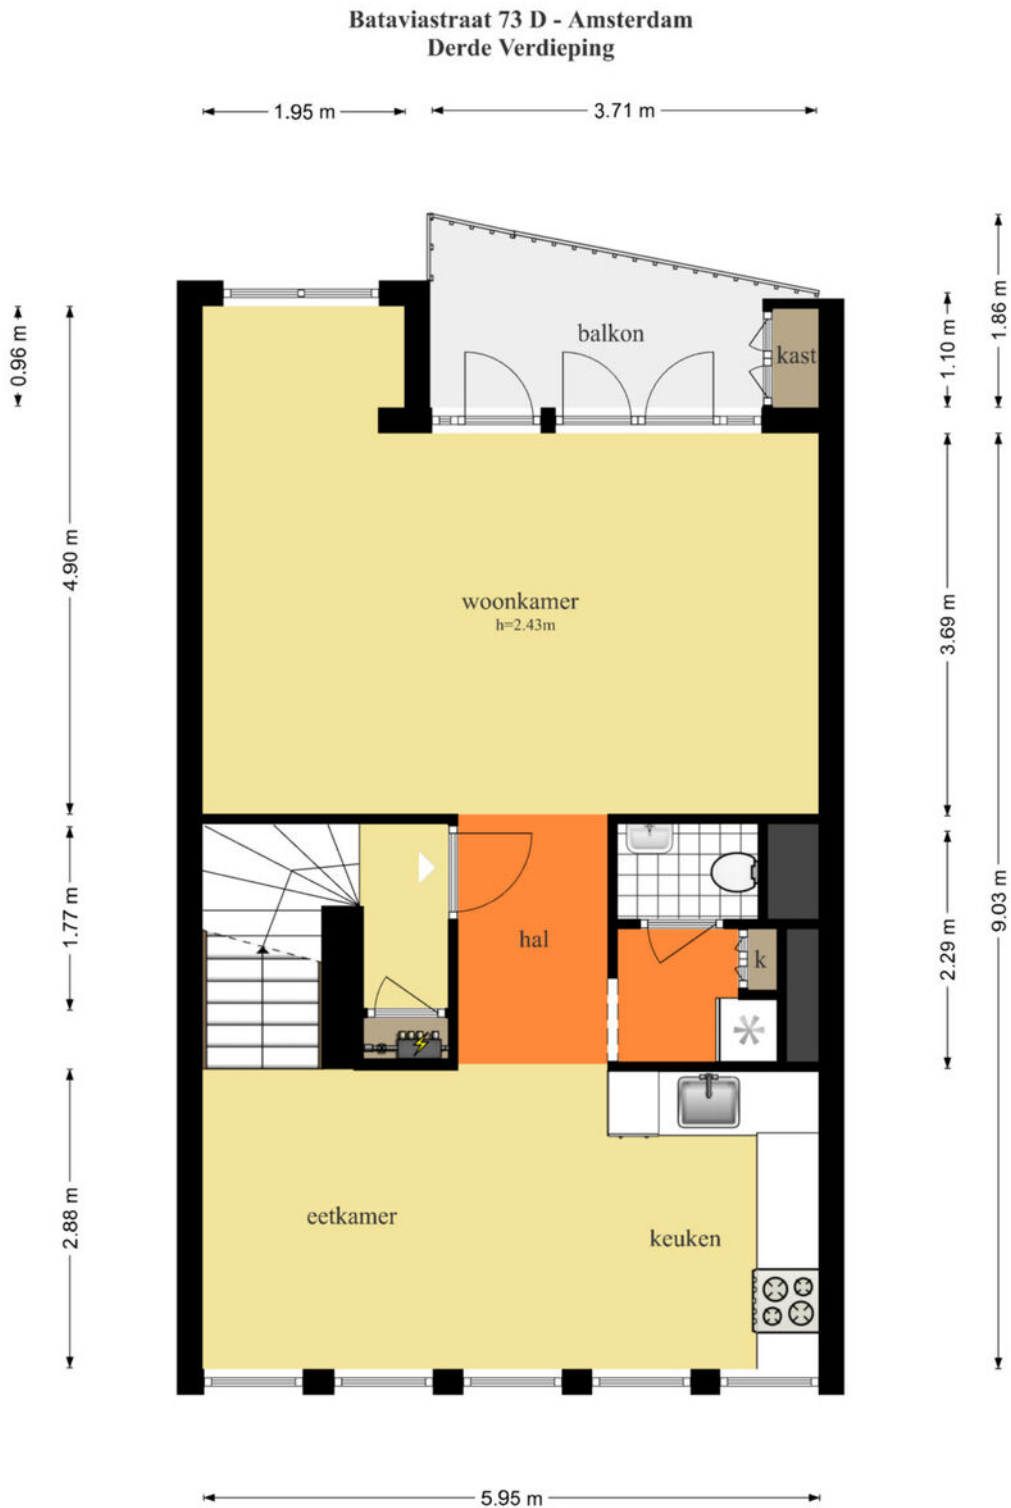 Bataviastraat 73 D - Amsterdam
Derde Verdieping
1.95 m
3.71 m
0.96 m
4.90 m
1.77 m
2.88 m
1.86 m
1.10 m
3.69 m
2.29 m
9.03 m
balkon
kast
woonkamer
h=2.43m
hal
k
eetkamer
keuken
5.95 m